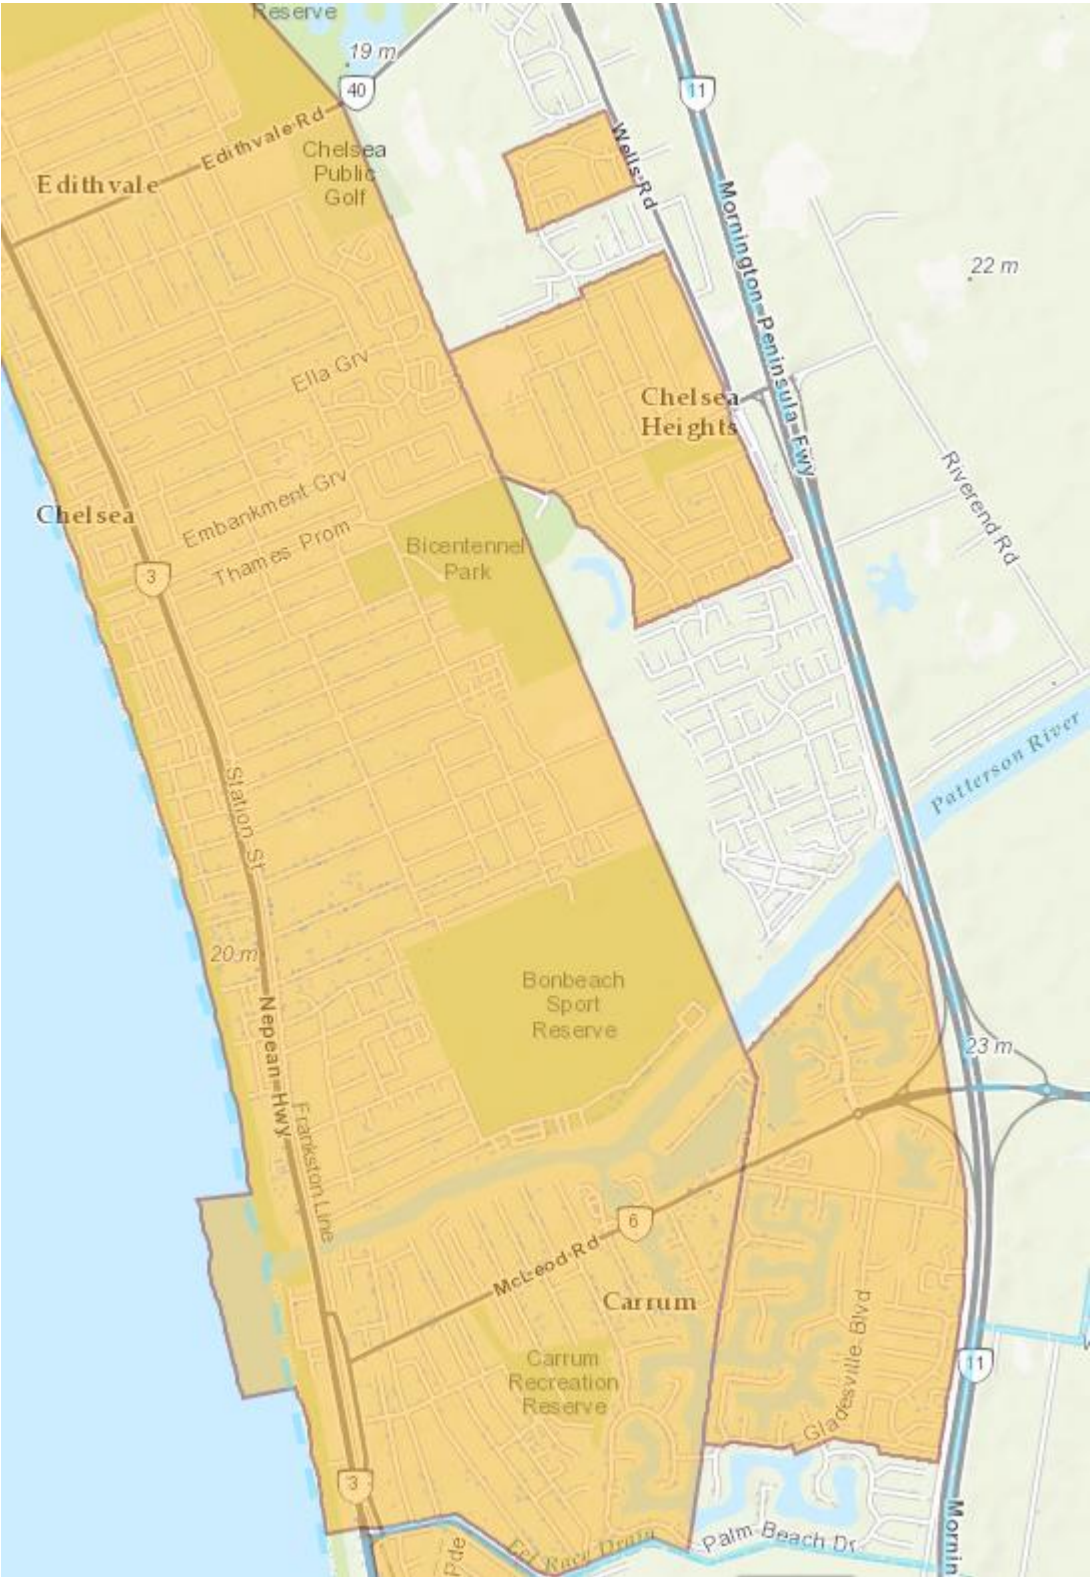 Reserve
19 m
40
11
Edithvale Rd
Chelsea
Public
Golf
Wells Rd
Edithvale
Mornington Peninsula Fwy
22 m
Ella Grv
Chelsea
Heights
Riverend Rd
Embankment Grv
Chelsea
Thames Prom
Bicentennel
Park
3
Patterson River
Station St
20 m
Bonbeach
Sport
Reserve
Nepean Hwy
23 m
Frankston Line
6
McLeod Rd
Carrum
Gladesville Blvd
Carrum
Recreation
Reserve
11
3
Mornin
Palm Beach Dr
Eel Race Drain
Pde